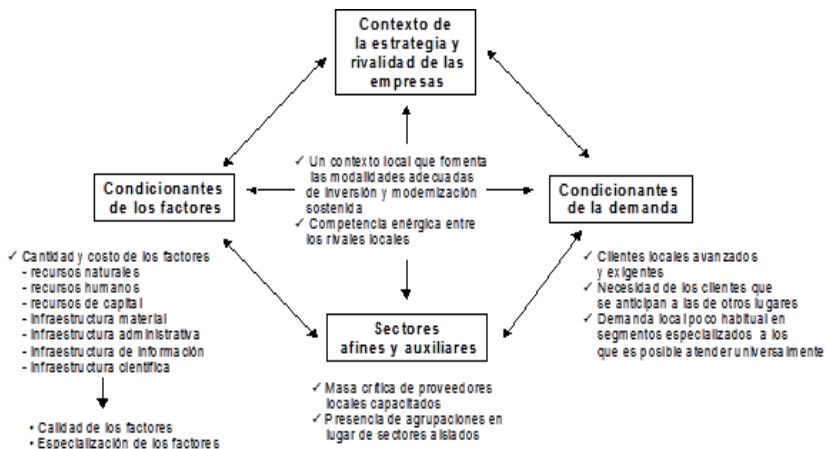 Contexto de
la estrategia y
rivalidad de las
empresas
✓ Un contexto local que fomenta
las modalidades adecuadas
de inversión y modernización
sostenida
✓ Competencia enérgica entre
los rivales locales
Condicionantes
de los factores
Condicionantes
de la demanda
✓ Cantidad y costo de los factores
- recursos naturales
- recursos humanos
- recursos de capital
- infraestructura material
- infraestructura administrativa
- infraestructura de información
- infraestructura científica
• Calidad de los factores
• Especialización de los factores
✓ Clientes locales avanzados
y exigentes
✓ Necesidad de los clientes que
se anticipan a las de otros lugares
✓ Demanda local poco habitual en
segmentos especializados a los
que es posible atender universalmente
Sectores
afines y auxiliares
✓ Masa crítica de proveedores
locales capacitados
✓ Presencia de agrupaciones en
lugar de sectores aislados